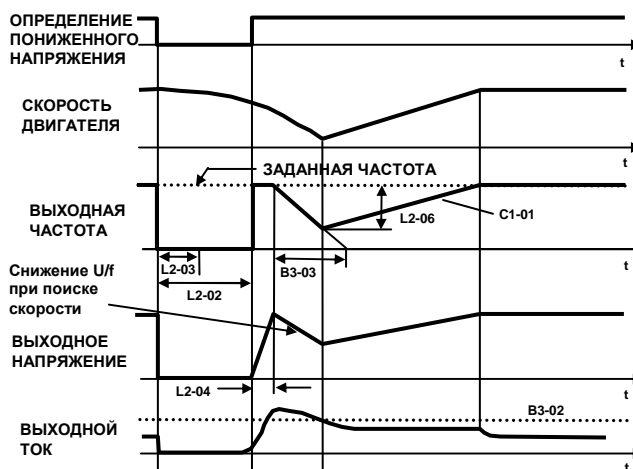 ОПРЕДЕЛЕНИЕ
ПОНИЖЕННОГО
НАПРЯЖЕНИЯ
t
СКОРОСТЬ
ДВИГАТЕЛЯ
t
ЗАДАННАЯ ЧАСТОТА
ВЫХОДНАЯ
ЧАСТОТА
L2-06
C1-01
L2-03
B3-03
t
L2-02
Снижение U/f
при поиске
скорости
ВЫХОДНОЕ
НАПРЯЖЕНИЕ
L2-04
t
B3-02
ВЫХОДНОЙ
ТОК
t